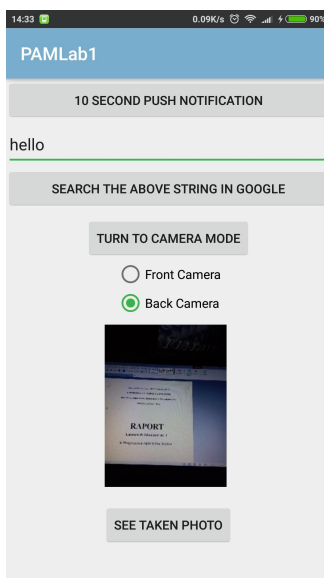 14:33 0.09K/s 90%
PAMLab1
10 SECOND PUSH NOTIFICATION
hello
SEARCH THE ABOVE STRING IN GOOGLE
TURN TO CAMERA MODE
Front Camera
Back Camera
RAPORT
SEE TAKEN PHOTO